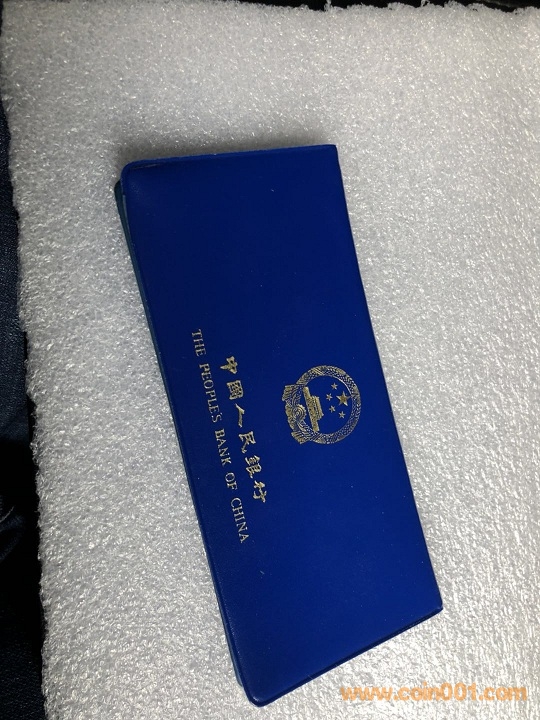 中國人民銀行
THE PEOPLES BANK OF CHINA
www.coin001.com